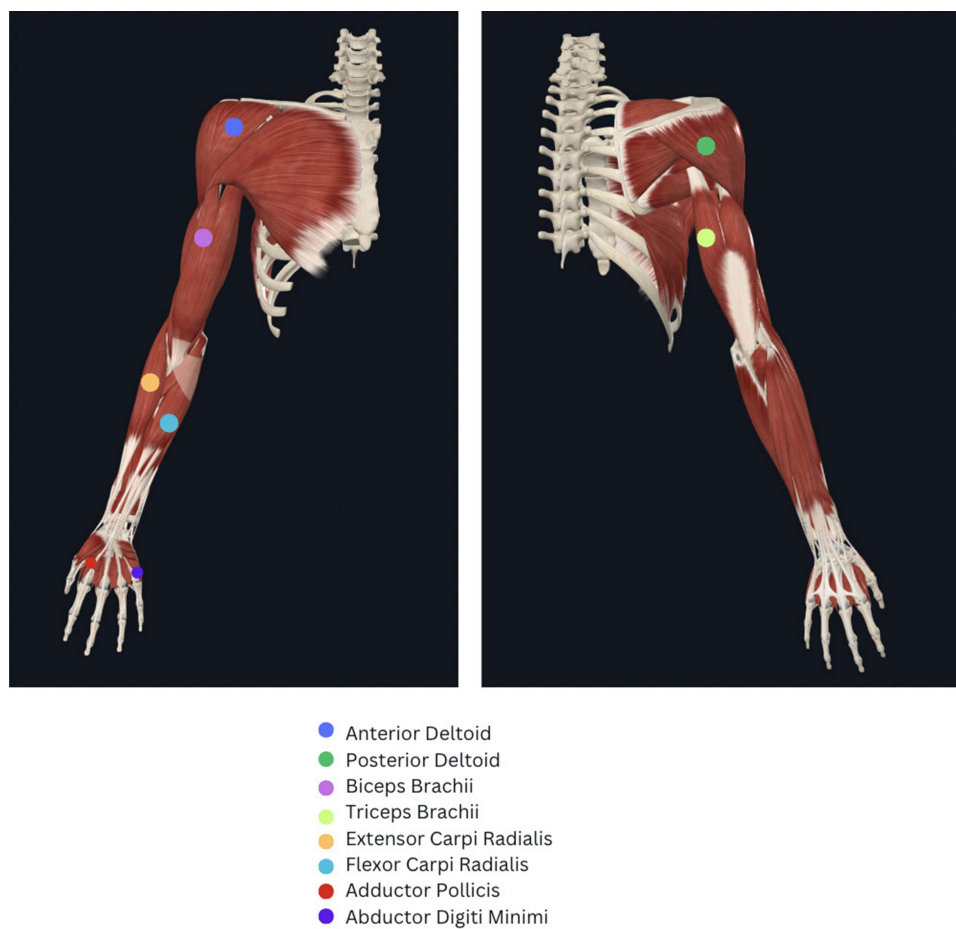 Anterior Deltoid
Posterior Deltoid
Biceps Brachii
Triceps Brachii
Extensor Carpi Radialis
Flexor Carpi Radialis
Adductor Pollicis
Abductor Digiti Minimi